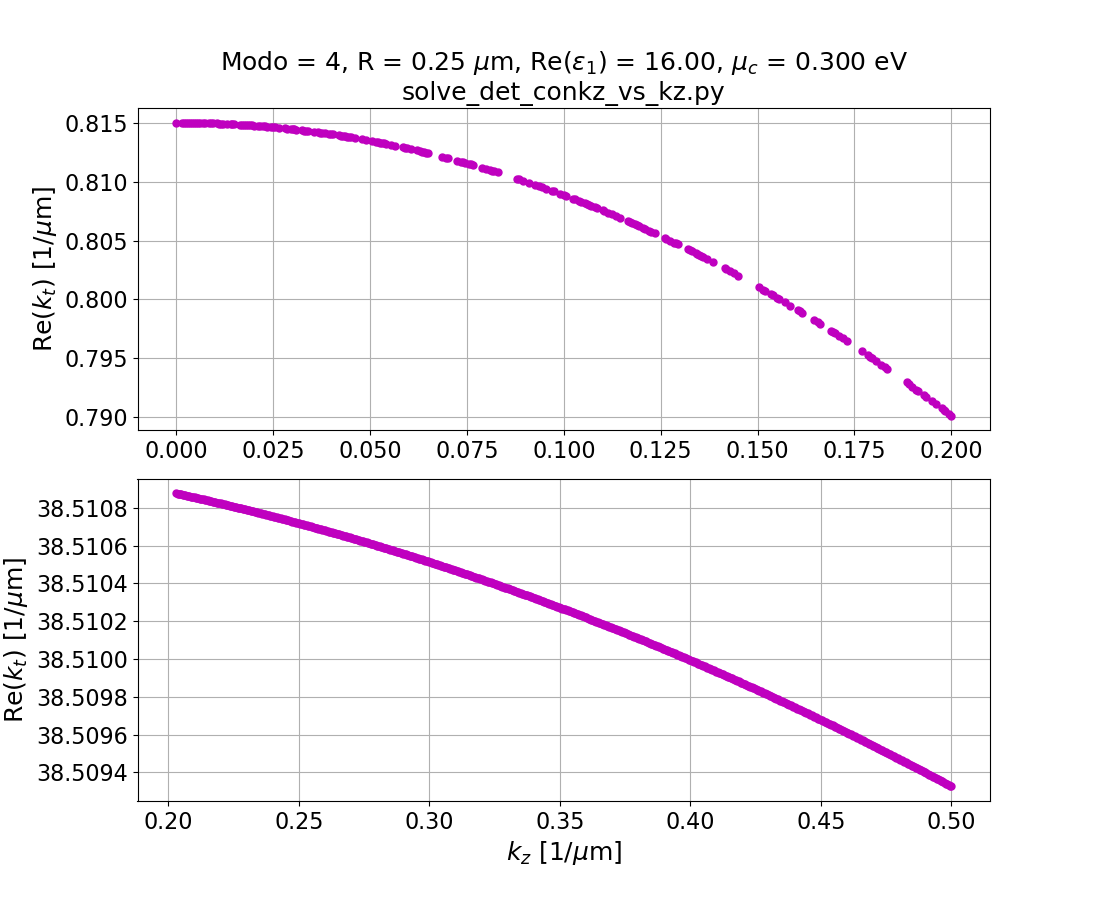 Modo = 4, R = 0.25 μm, Re(ε₁) = 16.00, μ_c = 0.300 eV
solve_det_conkz_vs_kz.py
Re(k_t) [1/μm]
0.815
0.810
0.805
0.800
0.795
0.790
0.000 0.025 0.050 0.075 0.100 0.125 0.150 0.175 0.200
Re(k_t) [1/μm]
38.5108
38.5106
38.5104
38.5102
38.5100
38.5098
38.5096
38.5094
0.20 0.25 0.30 0.35 0.40 0.45 0.50
k_z [1/μm]